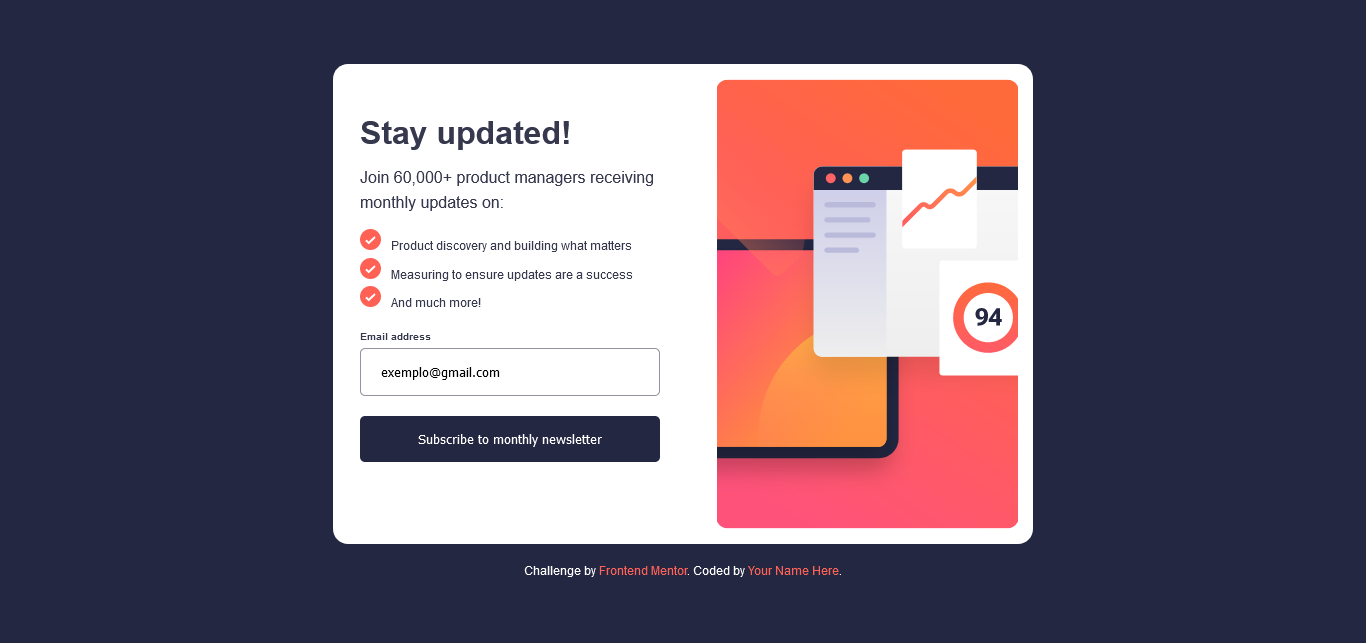 Stay updated!
Join 60,000+ product managers receiving
monthly updates on:
Product discovery and building what matters
Measuring to ensure updates are a success
And much more!
Email address
exemplo@gmail.com
Subscribe to monthly newsletter
94
Challenge by Frontend Mentor. Coded by Your Name Here.